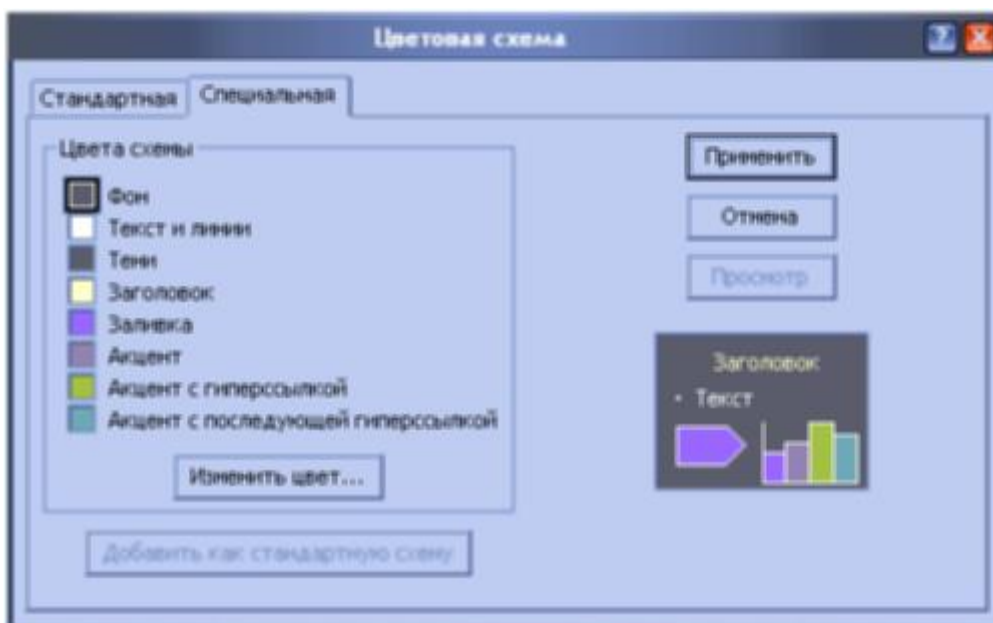 Цветовая схема
Стандартная
Специальная
Цвета схемы
Фон
Текст и линии
Тени
Заголовок
Заливка
Акцент
Акцент с гиперссылкой
Акцент с последующей гиперссылкой
Изменить цвет...
Добавить как стандартную схему
Применить
Отмена
Просмотр
Заголовок
• Текст